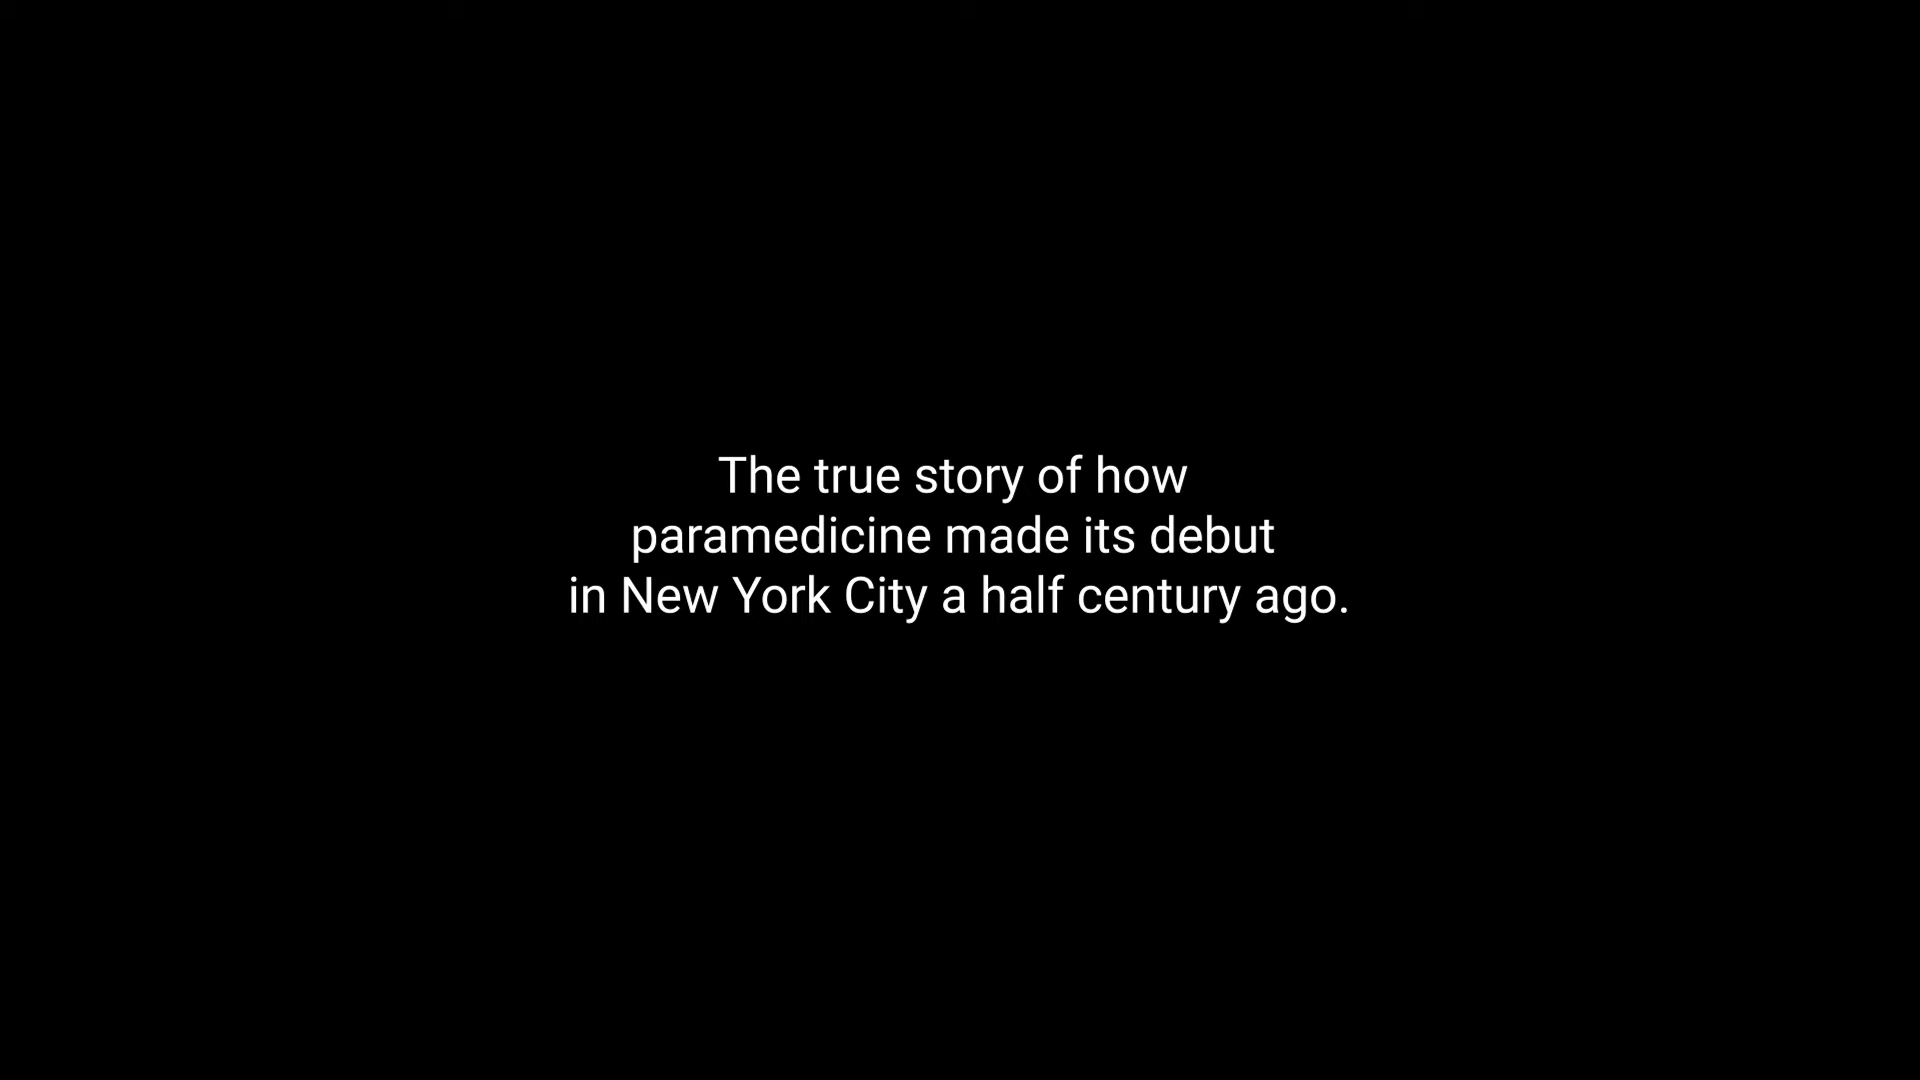 The true story of how
paramedicine made its debut
in New York City a half century ago.